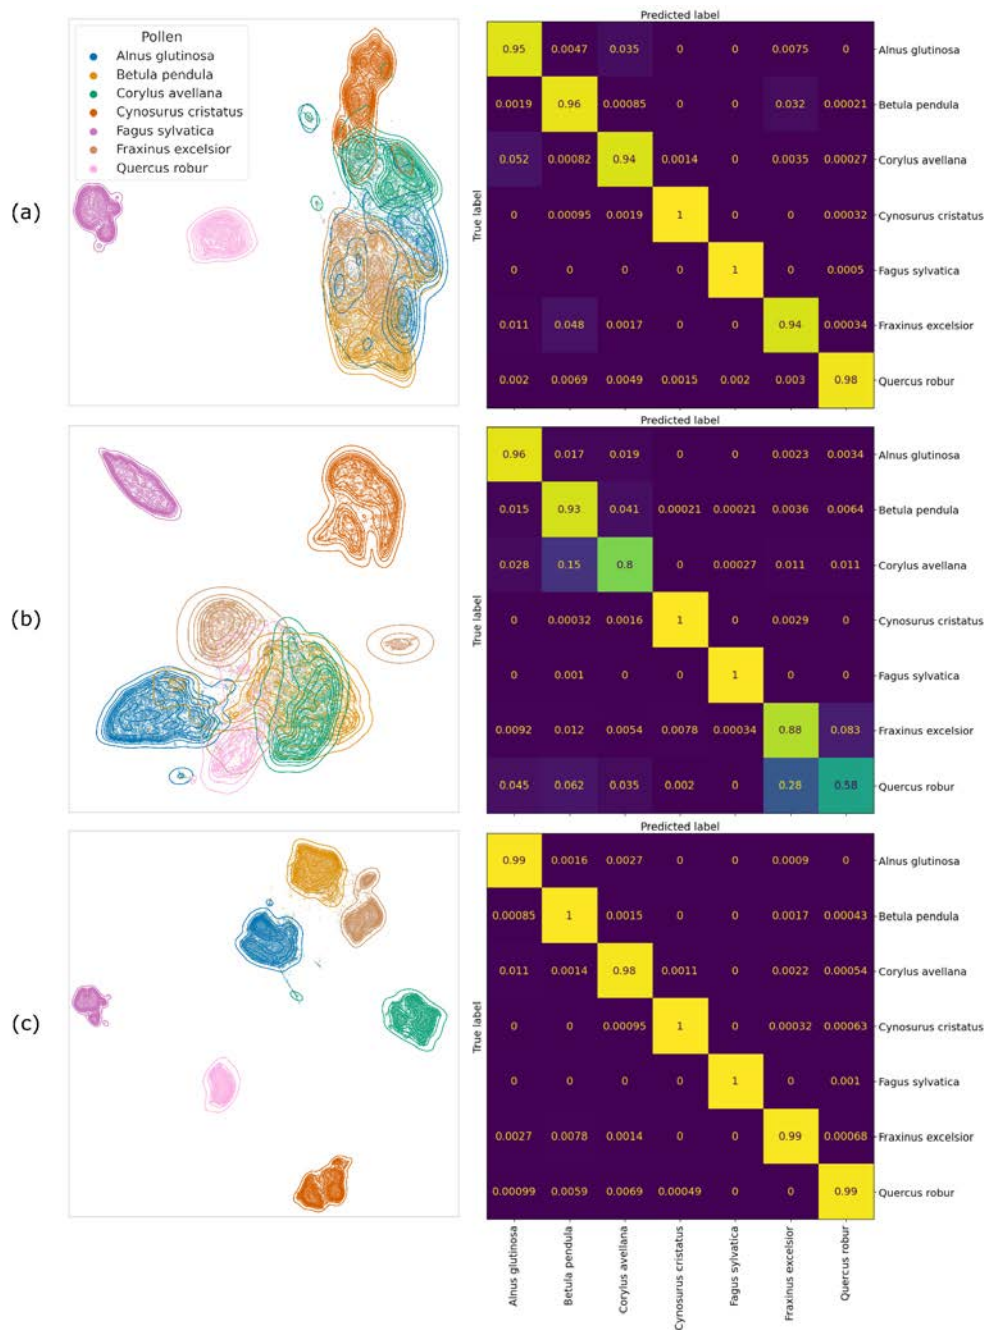 Pollen
Alnus glutinosa
Betula pendula
Corylus avellana
Cynosurus cristatus
Fagus sylvatica
Fraxinus excelsior
Quercus robur
(a)
Predicted label
True label
0.95 0.0047 0.035 0 0 0.0075 0 Alnus glutinosa
0.0019 0.96 0.00085 0 0 0.032 0.00021 Betula pendula
0.052 0.00082 0.94 0.0014 0 0.0035 0.00027 Corylus avellana
0 0.00095 0.0019 1 0 0 0.00032 Cynosurus cristatus
0 0 0 0 1 0 0.0005 Fagus sylvatica
0.011 0.048 0.0017 0 0 0.94 0.00034 Fraxinus excelsior
0.002 0.0069 0.0049 0.0015 0.002 0.003 0.98 Quercus robur
(b)
Predicted label
True label
0.96 0.017 0.019 0 0 0.0023 0.0034 Alnus glutinosa
0.015 0.93 0.041 0.00021 0.00021 0.0036 0.0064 Betula pendula
0.028 0.15 0.8 0 0.00027 0.011 0.011 Corylus avellana
0 0.00032 0.0016 1 0 0.0029 0 Cynosurus cristatus
0 0.001 0 0 1 0 0 Fagus sylvatica
0.0092 0.012 0.0054 0.0078 0.00034 0.88 0.083 Fraxinus excelsior
0.045 0.062 0.035 0.002 0 0.28 0.58 Quercus robur
(c)
Predicted label
True label
0.99 0.0016 0.0027 0 0 0.0009 0 Alnus glutinosa
0.00085 1 0.0015 0 0 0.0017 0.00043 Betula pendula
0.011 0.0014 0.98 0.0011 0 0.0022 0.00054 Corylus avellana
0 0 0.00095 1 0 0.00032 0.00063 Cynosurus cristatus
0 0 0 0 1 0 0.001 Fagus sylvatica
0.0027 0.0078 0.0014 0 0 0.99 0.00068 Fraxinus excelsior
0.00099 0.0059 0.0069 0.00049 0 0 0.99 Quercus robur
Alnus glutinosa
Betula pendula
Corylus avellana
Cynosurus cristatus
Fagus sylvatica
Fraxinus excelsior
Quercus robur